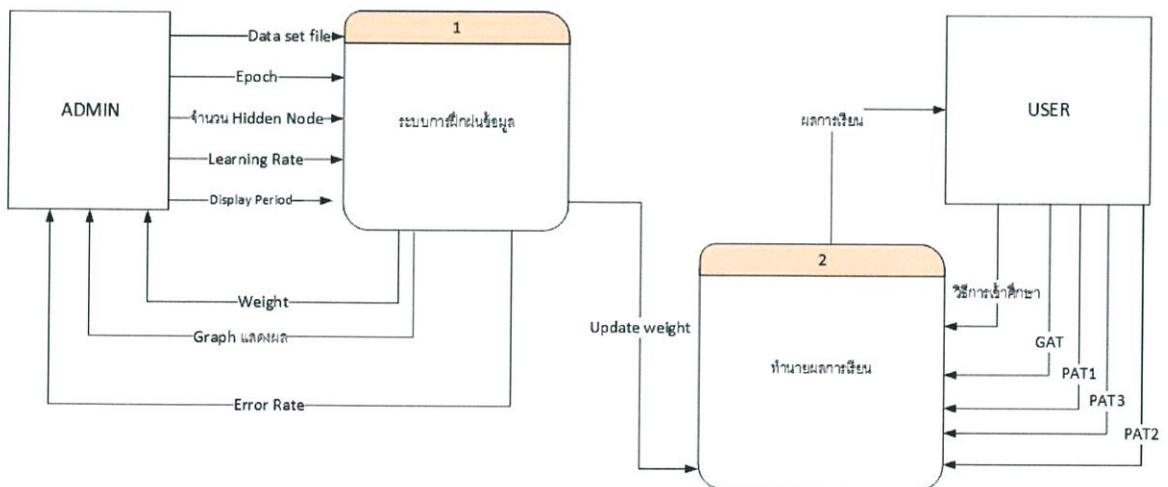 ADMIN
Data set file
Epoch
จำนวน Hidden Node
Learning Rate
Display Period
1
ระบบการฝึกฝนข้อมูล
Weight
Graph แสดงผล
Error Rate
Update weight
ผลการเรียน
USER
2
ทำนายผลการเรียน
วิธีการเข้าศึกษา
GAT
PAT1
PAT3
PAT2